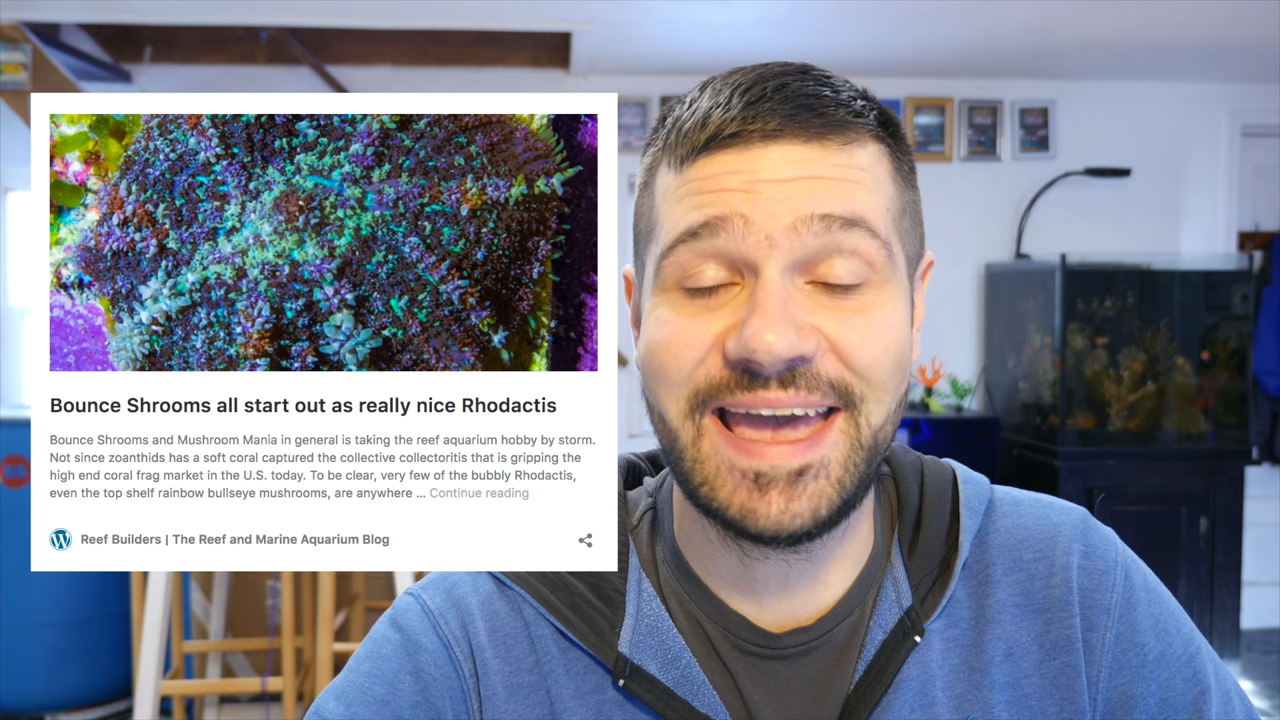 Bounce Shrooms all start out as really nice Rhodactis
Bounce Shrooms and Mushroom Mania in general is taking the reef aquarium hobby by storm.
Not since zoanthids has a soft coral captured the collective collectoritis that is gripping the
high end coral frag market in the U.S. today. To be clear, very few of the bubbly Rhodactis,
even the top shelf rainbow bullseye mushrooms, are anywhere ... Continue reading
Reef Builders | The Reef and Marine Aquarium Blog